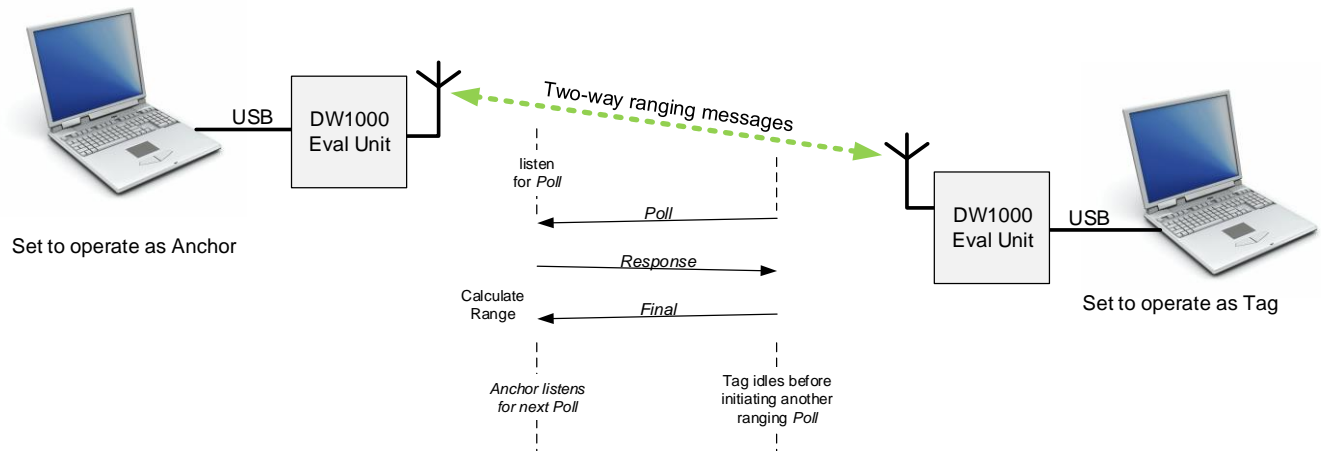 Two-way ranging messages
USB
DW1000
Eval Unit
listen
for Poll
Poll
Set to operate as Anchor
DW1000
Eval Unit
USB
Response
Calculate
Range
Final
Set to operate as Tag
Anchor listens
for next Poll
Tag idles before
initiating another
ranging Poll